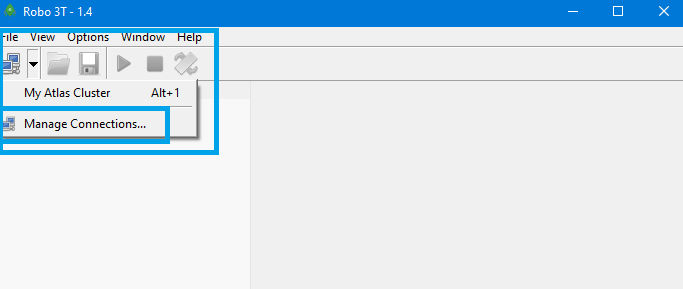 Robo 3T - 1.4
File View Options Window Help
My Atlas Cluster Alt+1
Manage Connections...